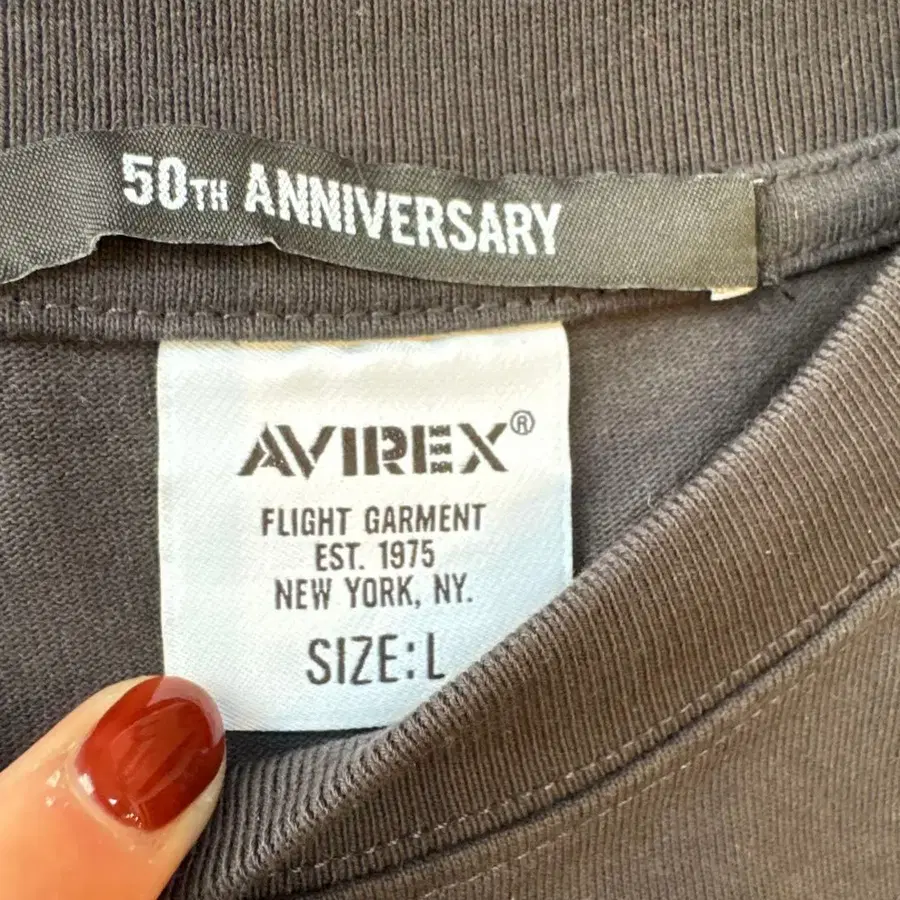 50TH ANNIVERSARY
AVIREX®
FLIGHT GARMENT
EST. 1975
NEW YORK, NY.
SIZE:L